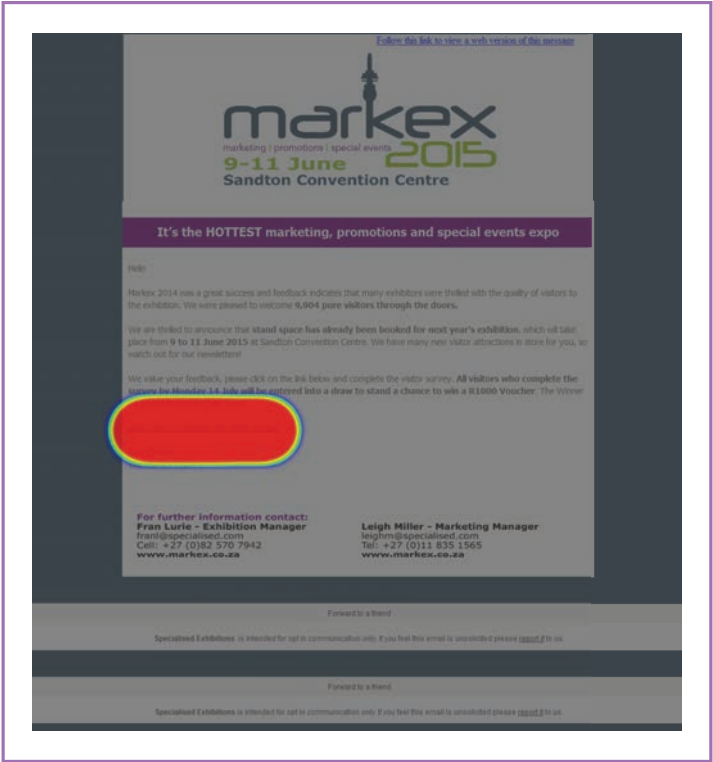 Follow this link to view a web version of this message
markex
marketing | promotions | special events
2015
9-11 June
Sandton Convention Centre
It's the HOTTEST marketing, promotions and special events expo
Hello
Markex 2014 was a great success and feedback indicates that many exhibitors were thrilled with the quality of visitors to
the exhibition. We were pleased to welcome 9,004 pure visitors through the doors.
We are thrilled to announce that stand space has already been booked for next year's exhibition, which will take
place from 9 to 11 June 2015 at Sandton Convention Centre. We have many new visitor attractions in store for you, so
watch out for our newsletters!
We value your feedback, please click on the link below and complete the visitor survey. All visitors who complete the
survey by Monday 14 July will be entered into a draw to stand a chance to win a R1000 Voucher. The Winner
For further information contact:
Fran Lurie - Exhibition Manager
franl@specialised.com
Cell: +27 (0)82 570 7942
www.markex.co.za
Leigh Miller - Marketing Manager
leighm@specialised.com
Tel: +27 (0)11 835 1565
www.markex.co.za
Forward to a friend
Specialised Exhibitions is intended for opt in communication only. If you feel this email is unsolicited please report it to us.
Forward to a friend
Specialised Exhibitions is intended for opt in communication only. If you feel this email is unsolicited please report it to us.